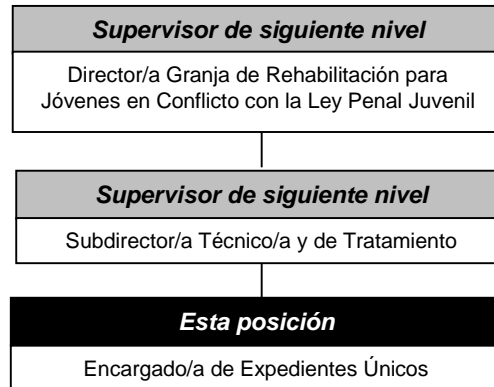 Supervisor de siguiente nivel
Director/a Granja de Rehabilitación para
Jóvenes en Conflicto con la Ley Penal Juvenil
Supervisor de siguiente nivel
Subdirector/a Técnico/a y de Tratamiento
Esta posición
Encargado/a de Expedientes Únicos